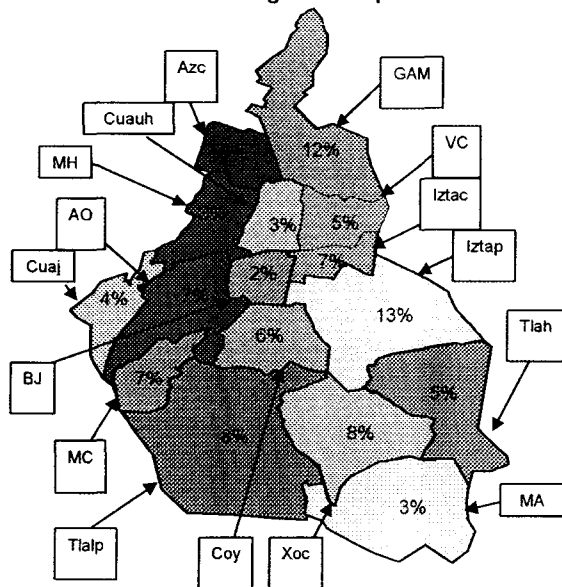 Azc
GAM
Cuauh
MH
VC
12%
Iztac
AO
3%
5%
Iztap
Cuaj
7%
2%
4%
13%
Tlah
6%
BJ
7%
5%
8%
8%
MC
3%
MA
Tlalp
Coy
Xoc